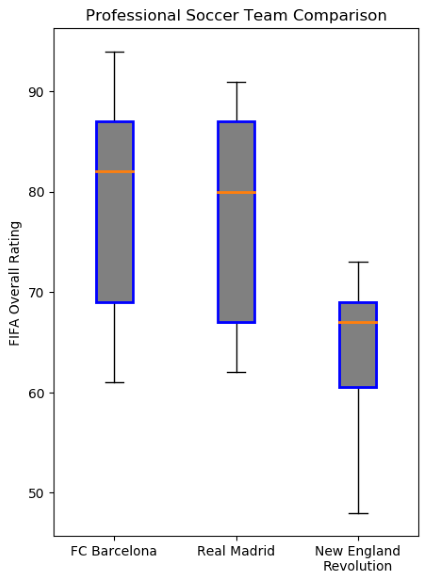 Professional Soccer Team Comparison
FIFA Overall Rating
90
80
70
60
50
FC Barcelona
Real Madrid
New England
Revolution